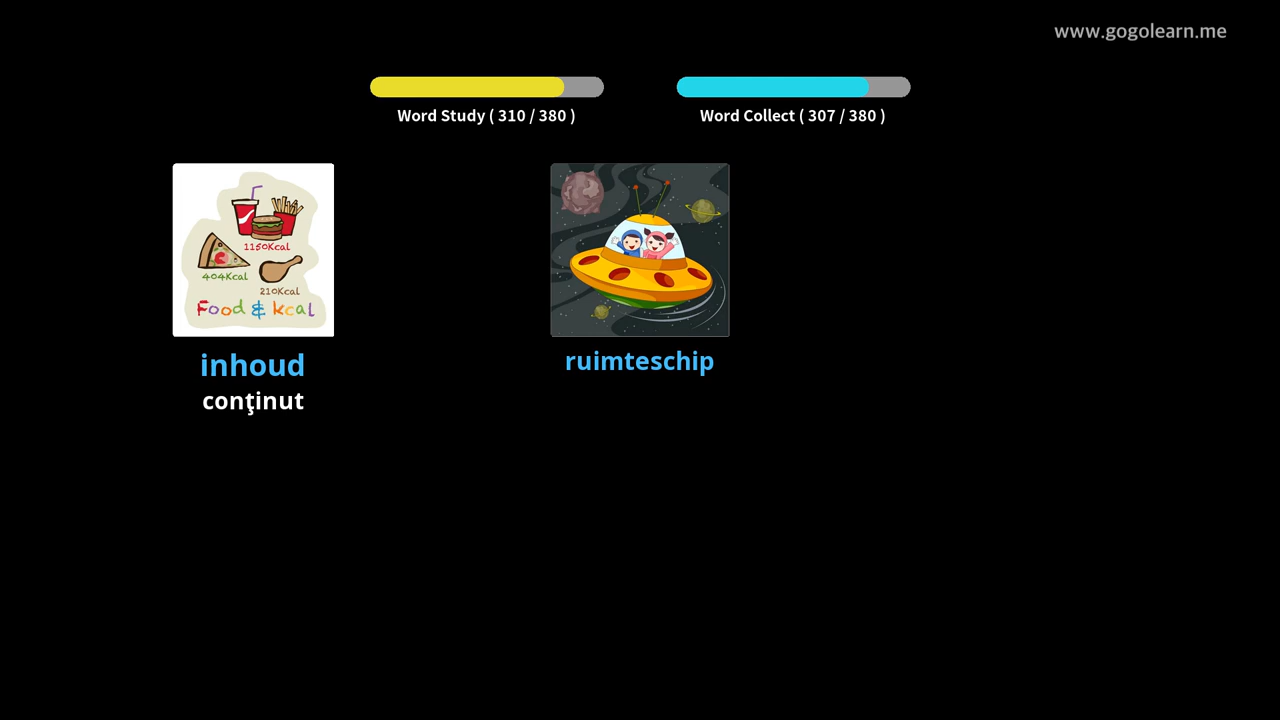 www.gogolearn.me
Word Study ( 310 / 380 )
Word Collect ( 307 / 380 )
1150Kcal
404Kcal
210Kcal
Food & kcal
inhoud
conţinut
ruimteschip